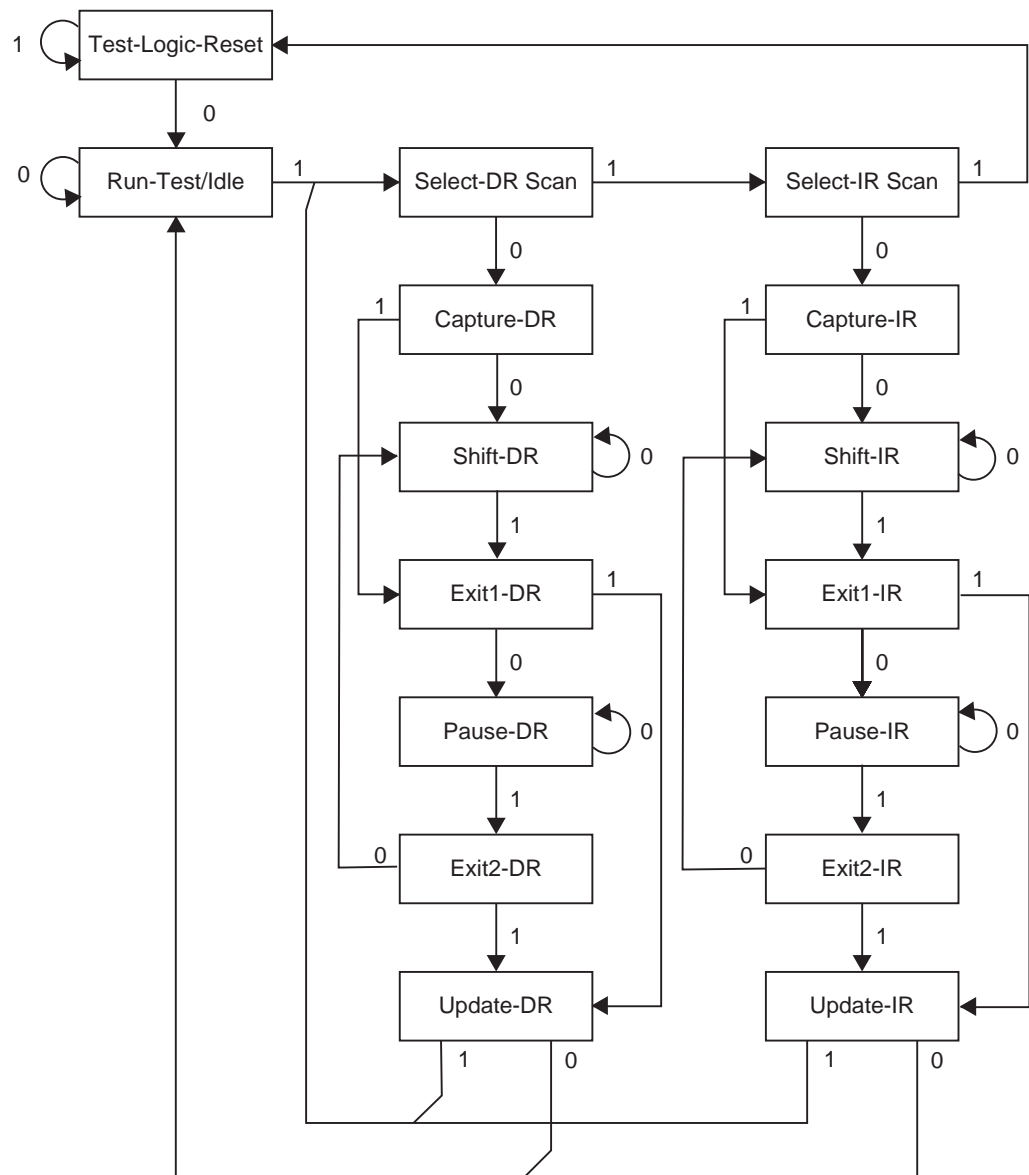 1 Test-Logic-Reset
0
0 Run-Test/Idle 1 Select-DR Scan 1 Select-IR Scan 1
0 0
1 Capture-DR 1 Capture-IR
0 0
Shift-DR 0 Shift-IR 0
1 1
Exit1-DR 1 Exit1-IR 1
0 0
Pause-DR 0 Pause-IR 0
1 1
0 Exit2-DR 0 Exit2-IR
1 1
Update-DR Update-IR
1 0 1 0